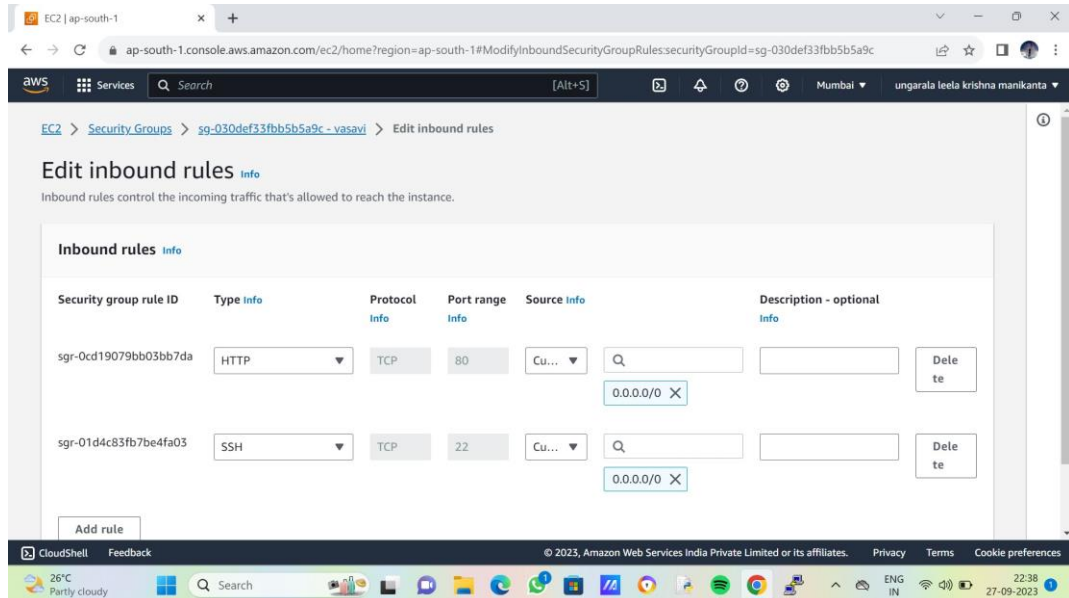 EC2 | ap-south-1
ap-south-1.console.aws.amazon.com/ec2/home?region=ap-south-1#ModifyInboundSecurityGroupRules:securityGroupId=sg-030def33fbb5b5a9c
aws Services Search [Alt+S] Mumbai ungarala leela krishna manikanta
EC2 > Security Groups > sg-030def33fbb5b5a9c - vasavi > Edit inbound rules
Edit inbound rules Info
Inbound rules control the incoming traffic that's allowed to reach the instance.
Inbound rules Info
Security group rule ID Type Info Protocol Info Port range Info Source Info Description - optional Info
sgr-0cd19079bb03bb7da HTTP TCP 80 Cu... Dele
te
0.0.0.0/0
sgr-01d4c83fb7be4fa03 SSH TCP 22 Cu... Dele
te
0.0.0.0/0
Add rule
CloudShell Feedback © 2023, Amazon Web Services India Private Limited or its affiliates. Privacy Terms Cookie preferences
26°C
Partly cloudy
Search
ENG
IN
22:38
27-09-2023
1